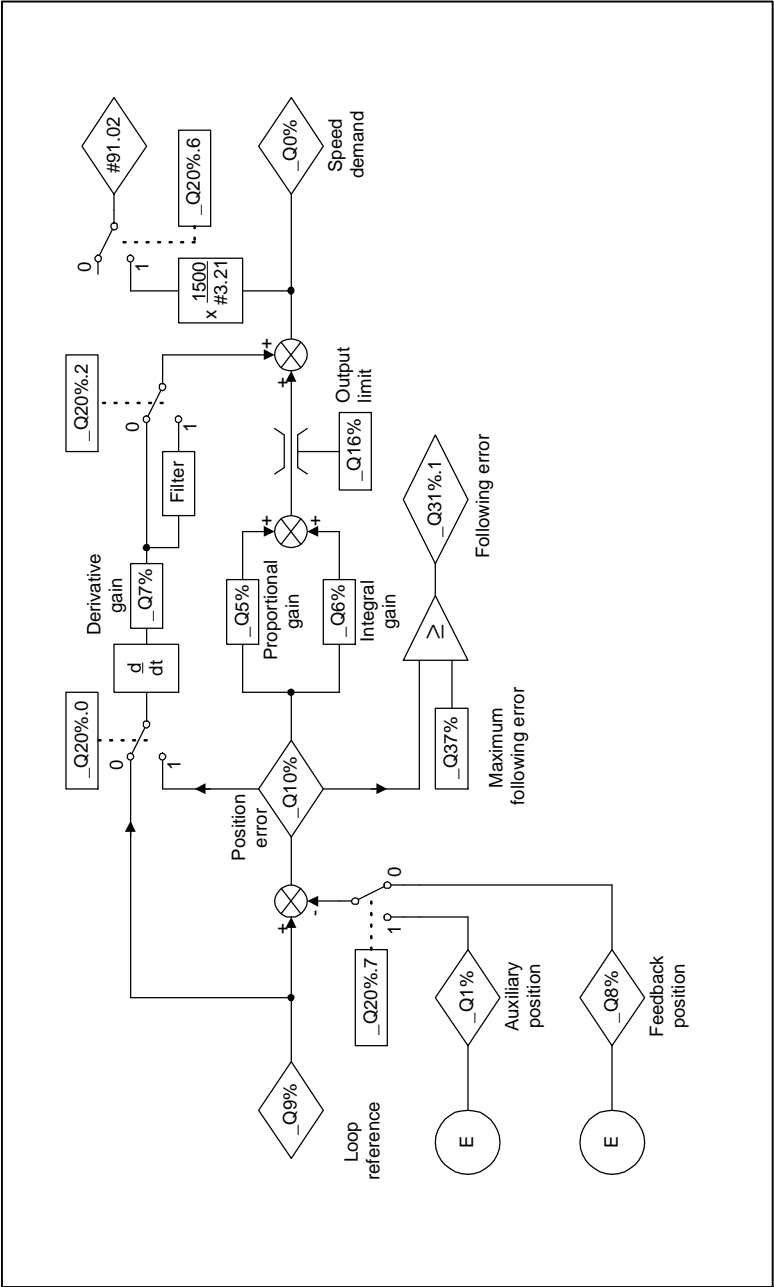 _Q9%
Loop
reference
E
_Q1%
Auxiliary
position
E
_Q8%
Feedback
position
_Q20%.7
1
0
+
-
Position
error
_Q10%
_Q20%.0
0
1
d
dt
Derivative
gain
_Q7%
Filter
_Q20%.2
0
1
_Q5%
Proportional
gain
_Q6%
Integral
gain
+
+
_Q37%
Maximum
following error
≥
_Q31%.1
Following error
Output
limit
_Q16%
+
+
x 1500
#3.21
0
1
_Q20%.6
#91.02
_Q0%
Speed
demand